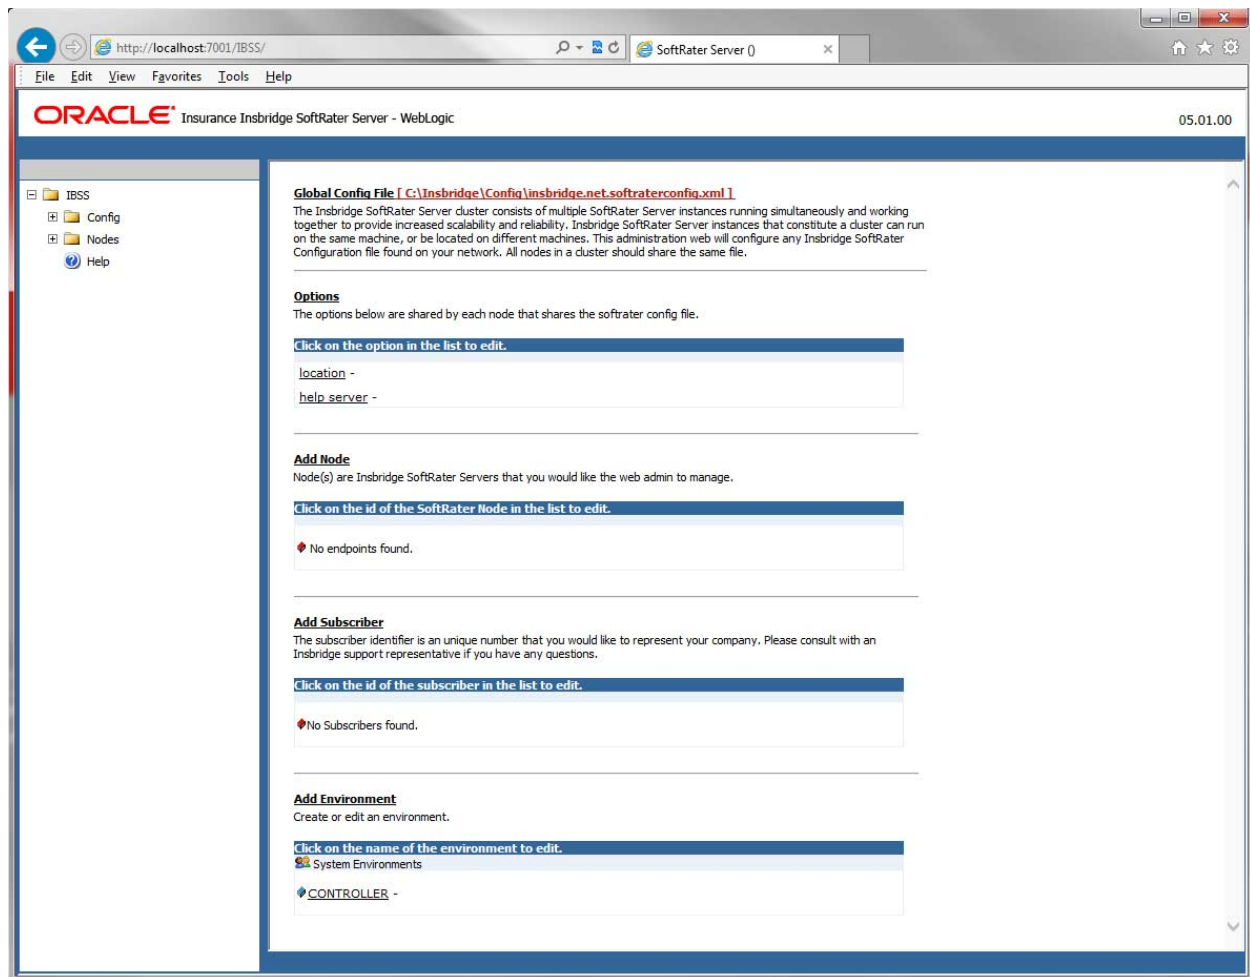 http://localhost:7001/IBSS/
SoftRater Server ()
File Edit View Favorites Tools Help
ORACLE Insurance Insbridge SoftRater Server - WebLogic
05.01.00
IBSS
Config
Nodes
Help
Global Config File [ C:\Insbridge\Config\insbridge.net.softraterconfig.xml ]
The Insbridge SoftRater Server cluster consists of multiple SoftRater Server instances running simultaneously and working
together to provide increased scalability and reliability. Insbridge SoftRater Server instances that constitute a cluster can run
on the same machine, or be located on different machines. This administration web will configure any Insbridge SoftRater
Configuration file found on your network. All nodes in a cluster should share the same file.
Options
The options below are shared by each node that shares the softrater config file.
Click on the option in the list to edit.
location -
help server -
Add Node
Node(s) are Insbridge SoftRater Servers that you would like the web admin to manage.
Click on the id of the SoftRater Node in the list to edit.
No endpoints found.
Add Subscriber
The subscriber identifier is an unique number that you would like to represent your company. Please consult with an
Insbridge support representative if you have any questions.
Click on the id of the subscriber in the list to edit.
No Subscribers found.
Add Environment
Create or edit an environment.
Click on the name of the environment to edit.
System Environments
CONTROLLER -